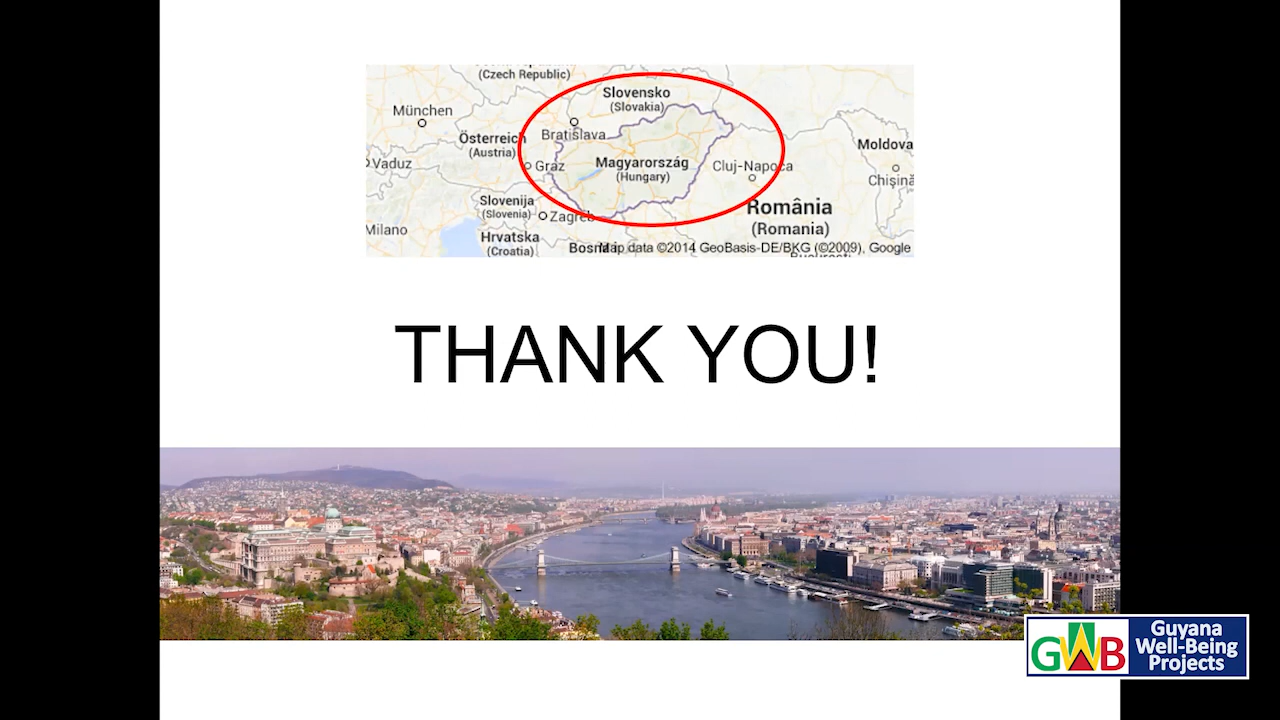 (Czech Republic)
Slovensko
(Slovakia)
München
Bratislava
Österreich
(Austria)
Moldova
Vaduz
Graz
Magyarország
(Hungary)
Cluj-Napoca
Chişină
Slovenija
(Slovenia)
Zagreb
România
(Romania)
Milano
Hrvatska
(Croatia)
Map data ©2014 GeoBasis-DE/BKG (©2009), Google
THANK YOU!
GWB
Guyana
Well-Being
Projects